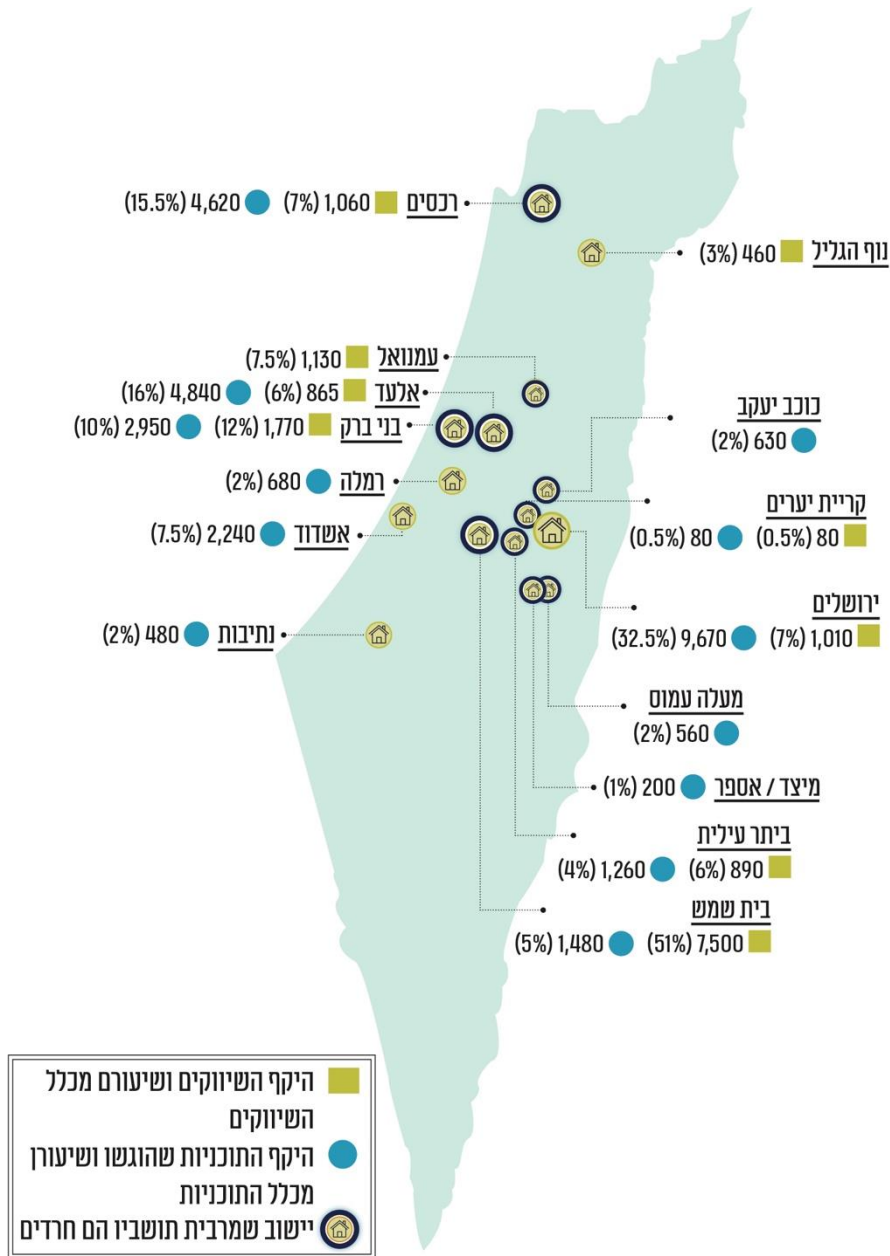 רכסים
1,060 (7%) 4,620 (15.5%)
נוף הגליל
460 (3%)
עמנואל
1,130 (7.5%)
אלעד
865 (6%) 4,840 (16%)
בני ברק
1,770 (12%) 2,950 (10%)
כוכב יעקב
630 (2%)
רמלה
680 (2%)
קריית יערים
80 (0.5%) 80 (0.5%)
אשדוד
2,240 (7.5%)
ירושלים
1,010 (7%) 9,670 (32.5%)
נתיבות
480 (2%)
מעלה עמוס
560 (2%)
מיצד / אספר
200 (1%)
ביתר עילית
890 (6%) 1,260 (4%)
בית שמש
7,500 (51%) 1,480 (5%)
היקף השיווקים ושיעורם מכלל
השיווקים
היקף התוכניות שהוגשו ושיעורן
מכלל התוכניות
יישוב שמרבית תושביו הם חרדים